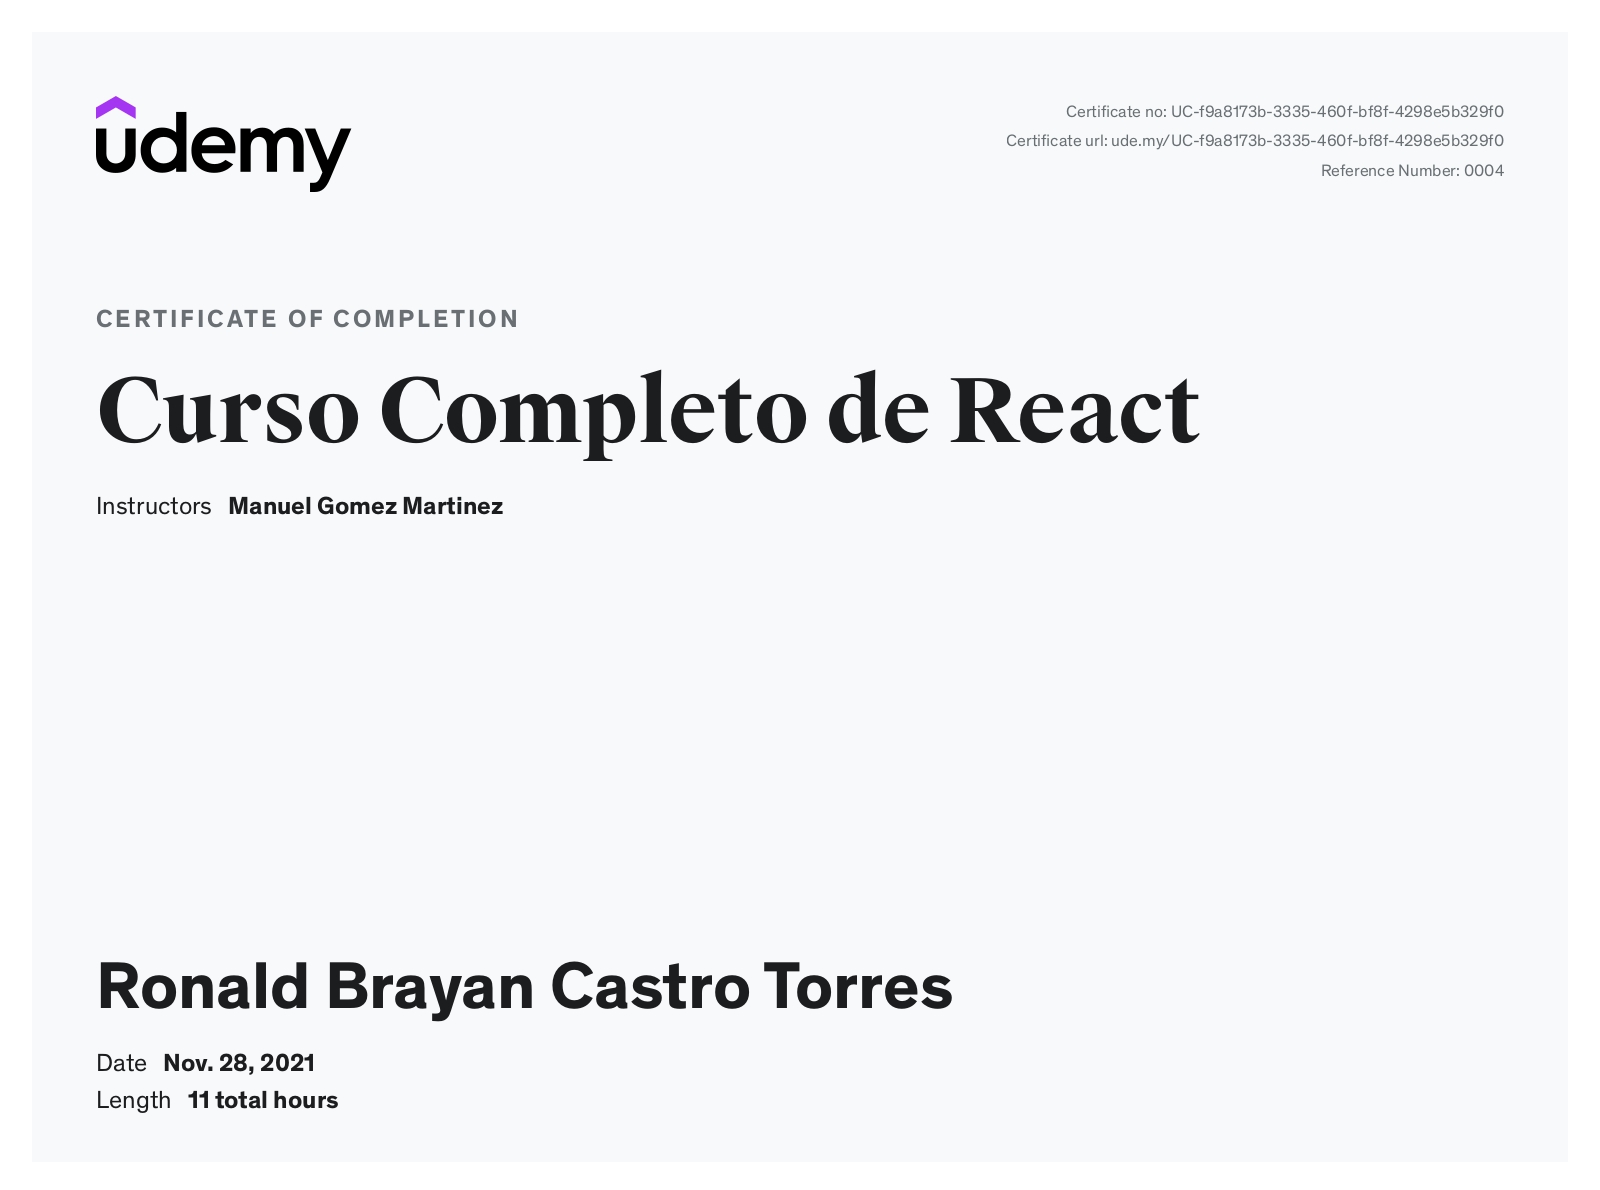 udemy
Certificate no: UC-f9a8173b-3335-460f-bf8f-4298e5b329f0
Certificate url: ude.my/UC-f9a8173b-3335-460f-bf8f-4298e5b329f0
Reference Number: 0004
CERTIFICATE OF COMPLETION
Curso Completo de React
Instructors Manuel Gomez Martinez
Ronald Brayan Castro Torres
Date Nov. 28, 2021
Length 11 total hours